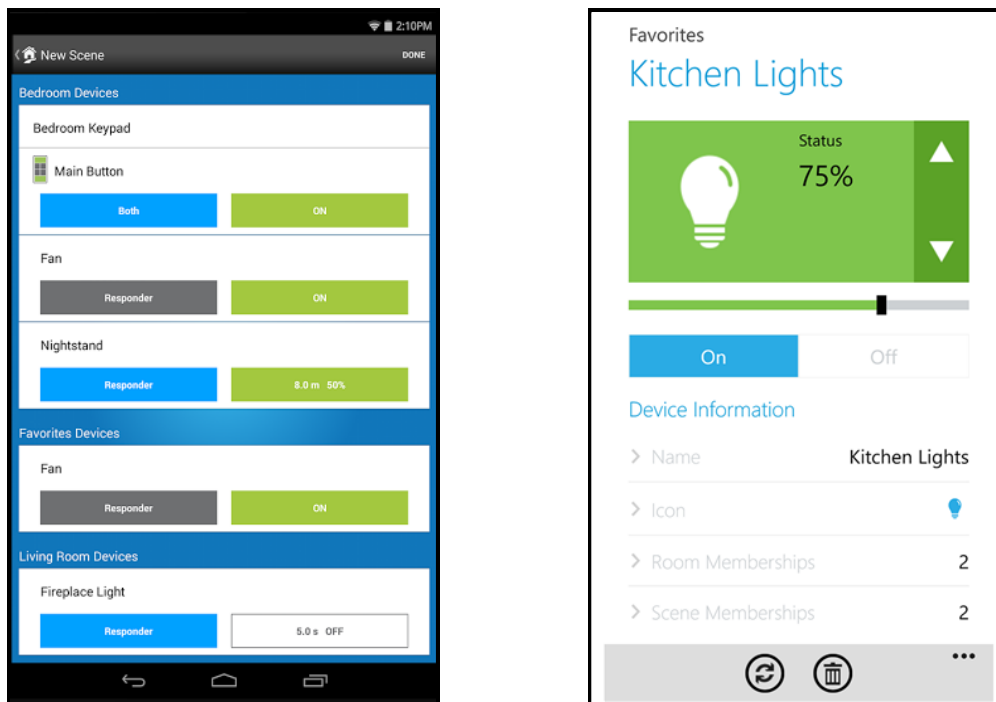 2:10PM
New Scene DONE
Bedroom Devices
Bedroom Keypad
Main Button
Both ON
Fan
Responder ON
Nightstand
Responder 8.0 m 50%
Favorites Devices
Fan
Responder ON
Living Room Devices
Fireplace Light
Responder 5.0 s OFF
Favorites
Kitchen Lights
Status
75%
On Off
Device Information
Name Kitchen Lights
Icon
Room Memberships 2
Scene Memberships 2